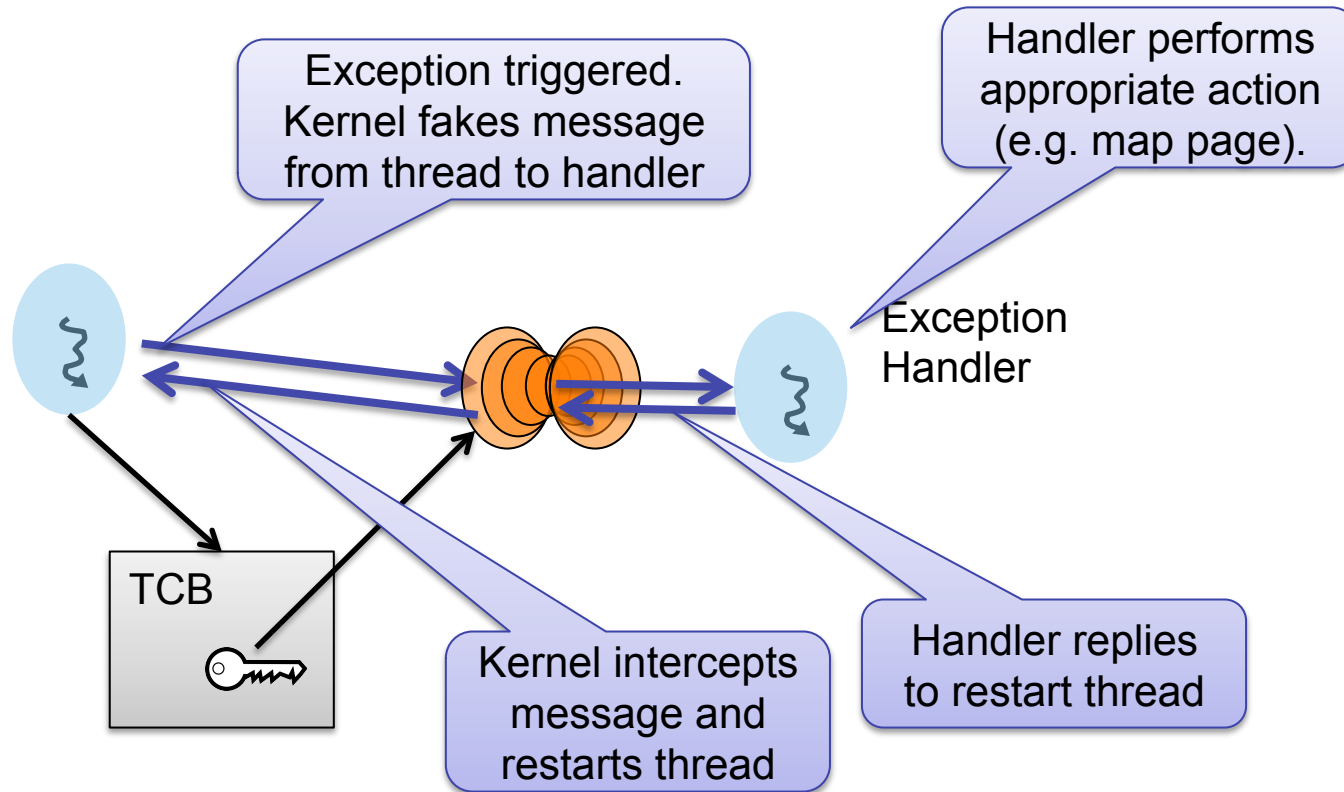 Exception triggered.
Kernel fakes message
from thread to handler
Handler performs
appropriate action
(e.g. map page).
Exception
Handler
TCB
Kernel intercepts
message and
restarts thread
Handler replies
to restart thread